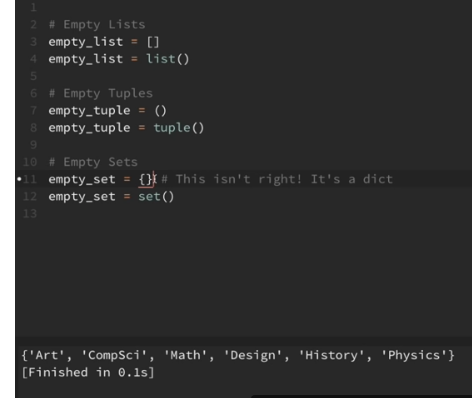 1
2 # Empty Lists
3 empty_list = []
4 empty_list = list()
5
6 # Empty Tuples
7 empty_tuple = ()
8 empty_tuple = tuple()
9
10 # Empty Sets
11 empty_set = {} # This isn't right! It's a dict
12 empty_set = set()
13
{'Art', 'CompSci', 'Math', 'Design', 'History', 'Physics'}
[Finished in 0.1s]